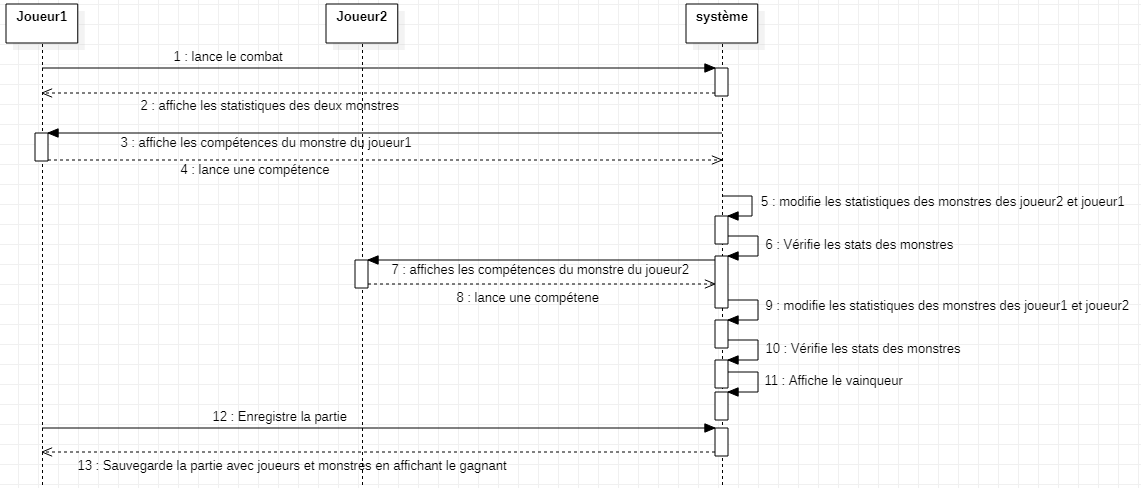 Joueur1
Joueur2
système
1 : lance le combat
2 : affiche les statistiques des deux monstres
3 : affiche les compétences du monstre du joueur1
4 : lance une compétence
5 : modifie les statistiques des monstres des joueur2 et joueur1
6 : Vérifie les stats des monstres
7 : affiches les compétences du monstre du joueur2
8 : lance une compétene
9 : modifie les statistiques des monstres des joueur1 et joueur2
10 : Vérifie les stats des monstres
11 : Affiche le vainqueur
12 : Enregistre la partie
13 : Sauvegarde la partie avec joueurs et monstres en affichant le gagnant